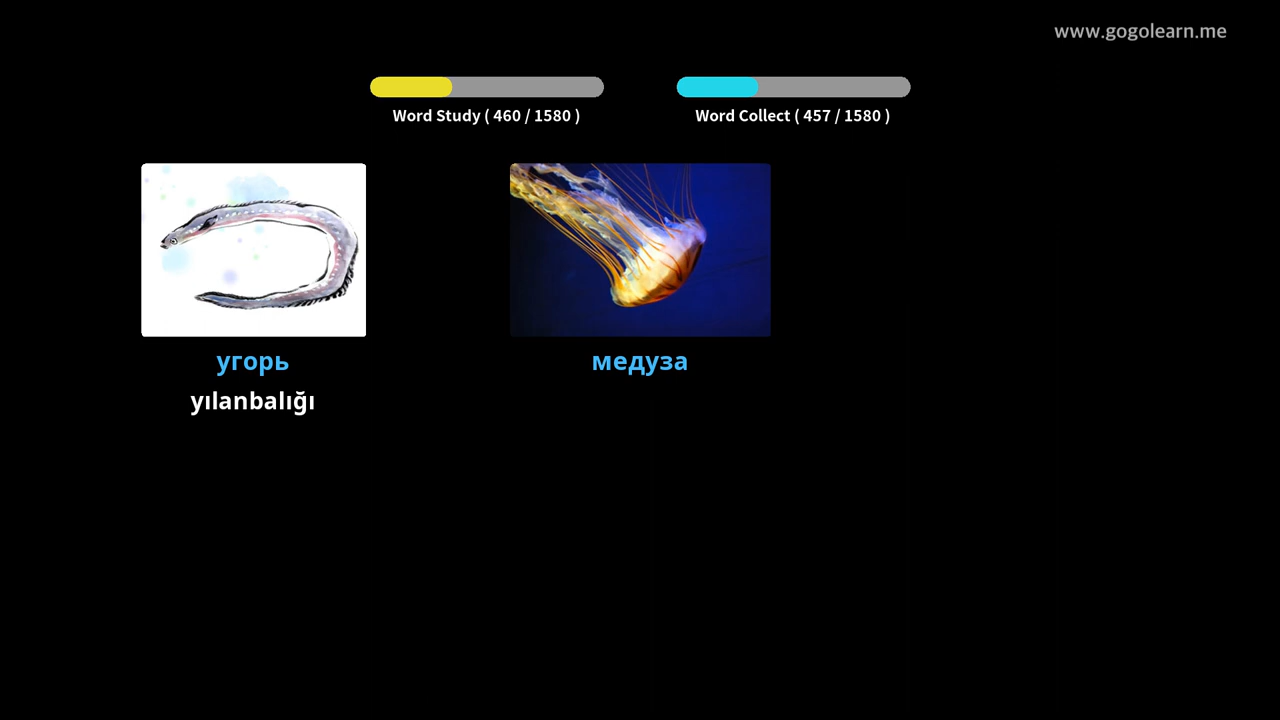 www.gogolearn.me
Word Study ( 460 / 1580 )
Word Collect ( 457 / 1580 )
угорь
медуза
yılanbalığı